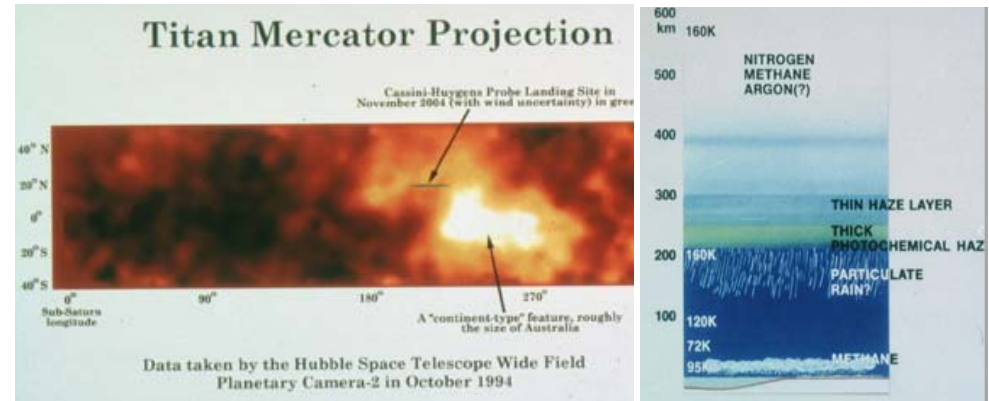 Titan Mercator Projection
Cassini-Huygens Probe Landing Site in
November 2004 (with wind uncertainty) in gree
40° N
20° N
0°
20° S
40° S
0°
90°
180°
270°
Sub-Saturn
longitude
A "continent-type" feature, roughly
the size of Australia
Data taken by the Hubble Space Telescope Wide Field
Planetary Camera-2 in October 1994
600
km
160K
NITROGEN
METHANE
ARGON(?)
500
400
300
THIN HAZE LAYER
THICK
PHOTOCHEMICAL HAZ
200
160K
PARTICULATE
RAIN?
100
120K
72K
METHANE
95K